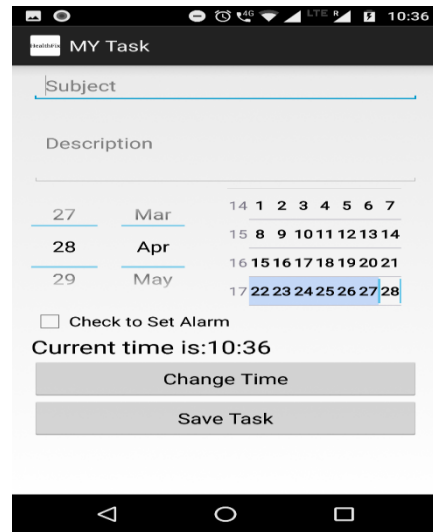 4G LTE R 10:36
HealthFix MY Task
Subject
Description
27 Mar
28 Apr
29 May
14 1 2 3 4 5 6 7
15 8 9 10 11 12 13 14
16 15 16 17 18 19 20 21
17 22 23 24 25 26 27 28
Check to Set Alarm
Current time is:10:36
Change Time
Save Task